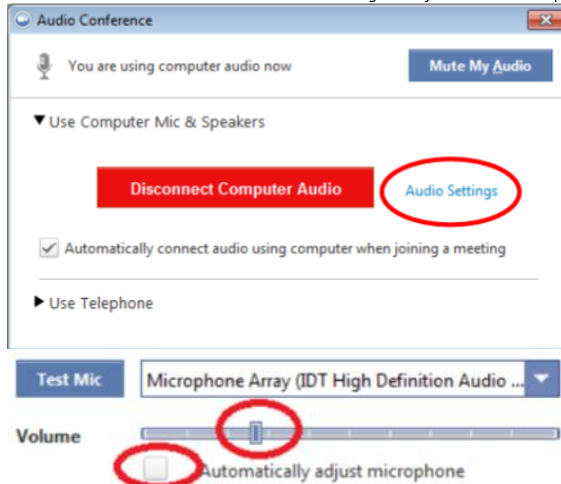 Audio Conference
You are using computer audio now
Mute My Audio
Use Computer Mic & Speakers
Disconnect Computer Audio
Audio Settings
Automatically connect audio using computer when joining a meeting
Use Telephone
Test Mic
Microphone Array (IDT High Definition Audio ...
Volume
Automatically adjust microphone